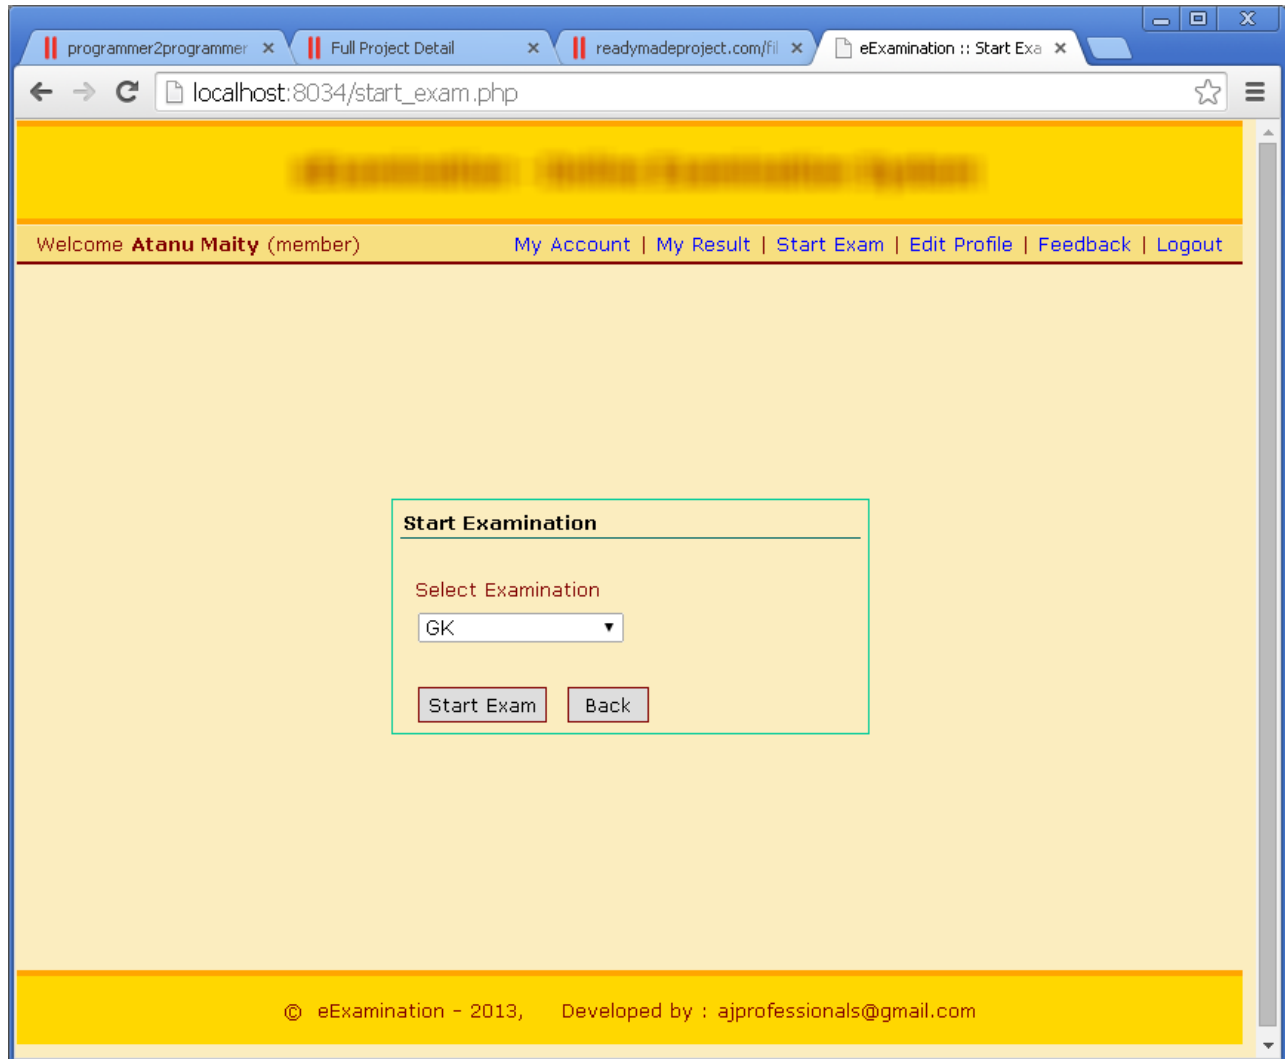 programmer2programmer
Full Project Detail
readymadeproject.com/fil
eExamination :: Start Exa
localhost:8034/start_exam.php
Welcome Atanu Maity (member)
My Account | My Result | Start Exam | Edit Profile | Feedback | Logout
Start Examination
Select Examination
GK
Start Exam
Back
© eExamination - 2013, Developed by : ajprofessionals@gmail.com